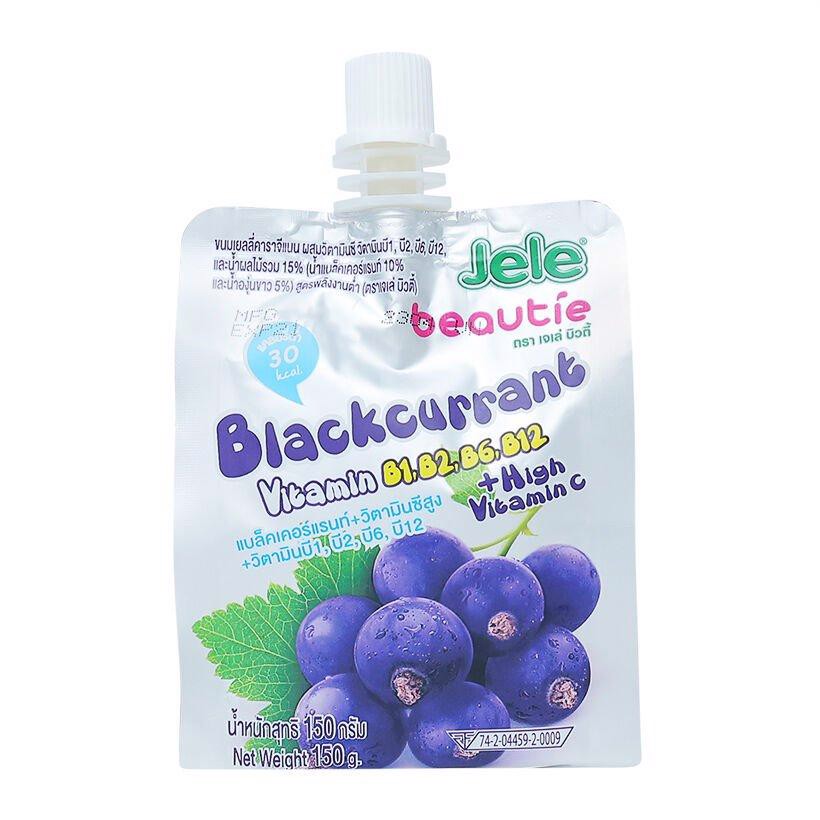 ขนมเยลลี่คาราจีแนน ผสมวิตามินซี วิตามินบี1, บี2, บี6, บี12,
และน้ำผลไม้รวม 15% (น้ำแบล็คเคอร์แรนท์ 10%
และน้ำองุ่นขาว 5%) สูตรพลังงานต่ำ (ตราเจเล่ บิวตี้)
Jele®
beautie
ตรา เจเล่ บิวตี้
MFG
EXP21
30
kcal.
Blackcurrant
Vitamin B1, B2, B6, B12
+High
Vitamin C
แบล็คเคอร์แรนท์+วิตามินซีสูง
+วิตามินบี1, บี2, บี6, บี12
น้ำหนักสุทธิ 150 กรัม
Net Weight 150 g.
74-2-04459-2-0009